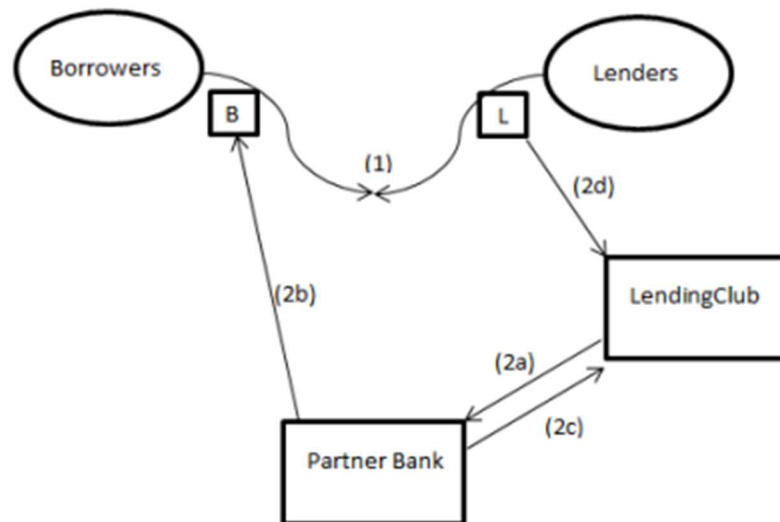 Borrowers
Lenders
B
L
(1)
(2d)
(2b)
LendingClub
(2a)
(2c)
Partner Bank